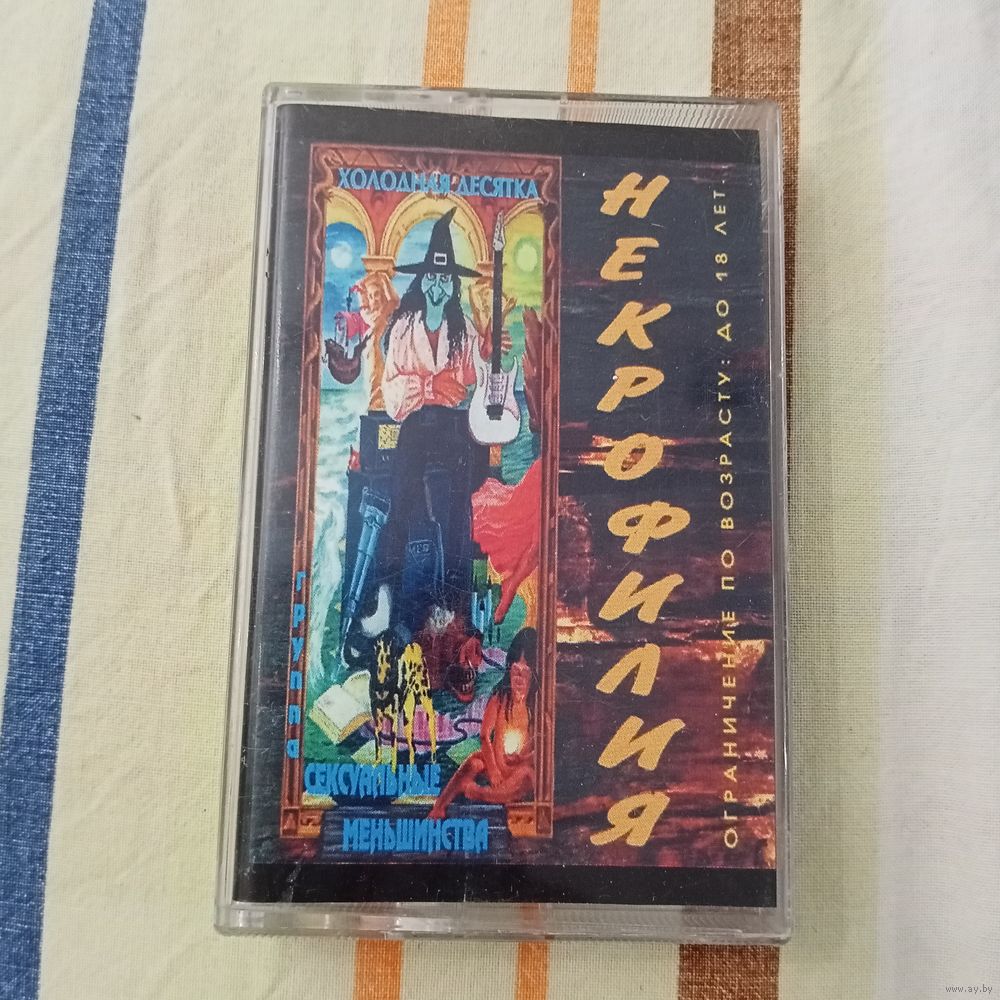 ХОЛОДНАЯ ДЕСЯТКА
НЕКРОФИЛИЯ
ОГРАНИЧЕНИЕ ПО ВОЗРАСТУ: ДО 18 ЛЕТ
группа
СЕКСУАЛЬНЫЕ
МЕНЬШИНСТВА
www.ay.by